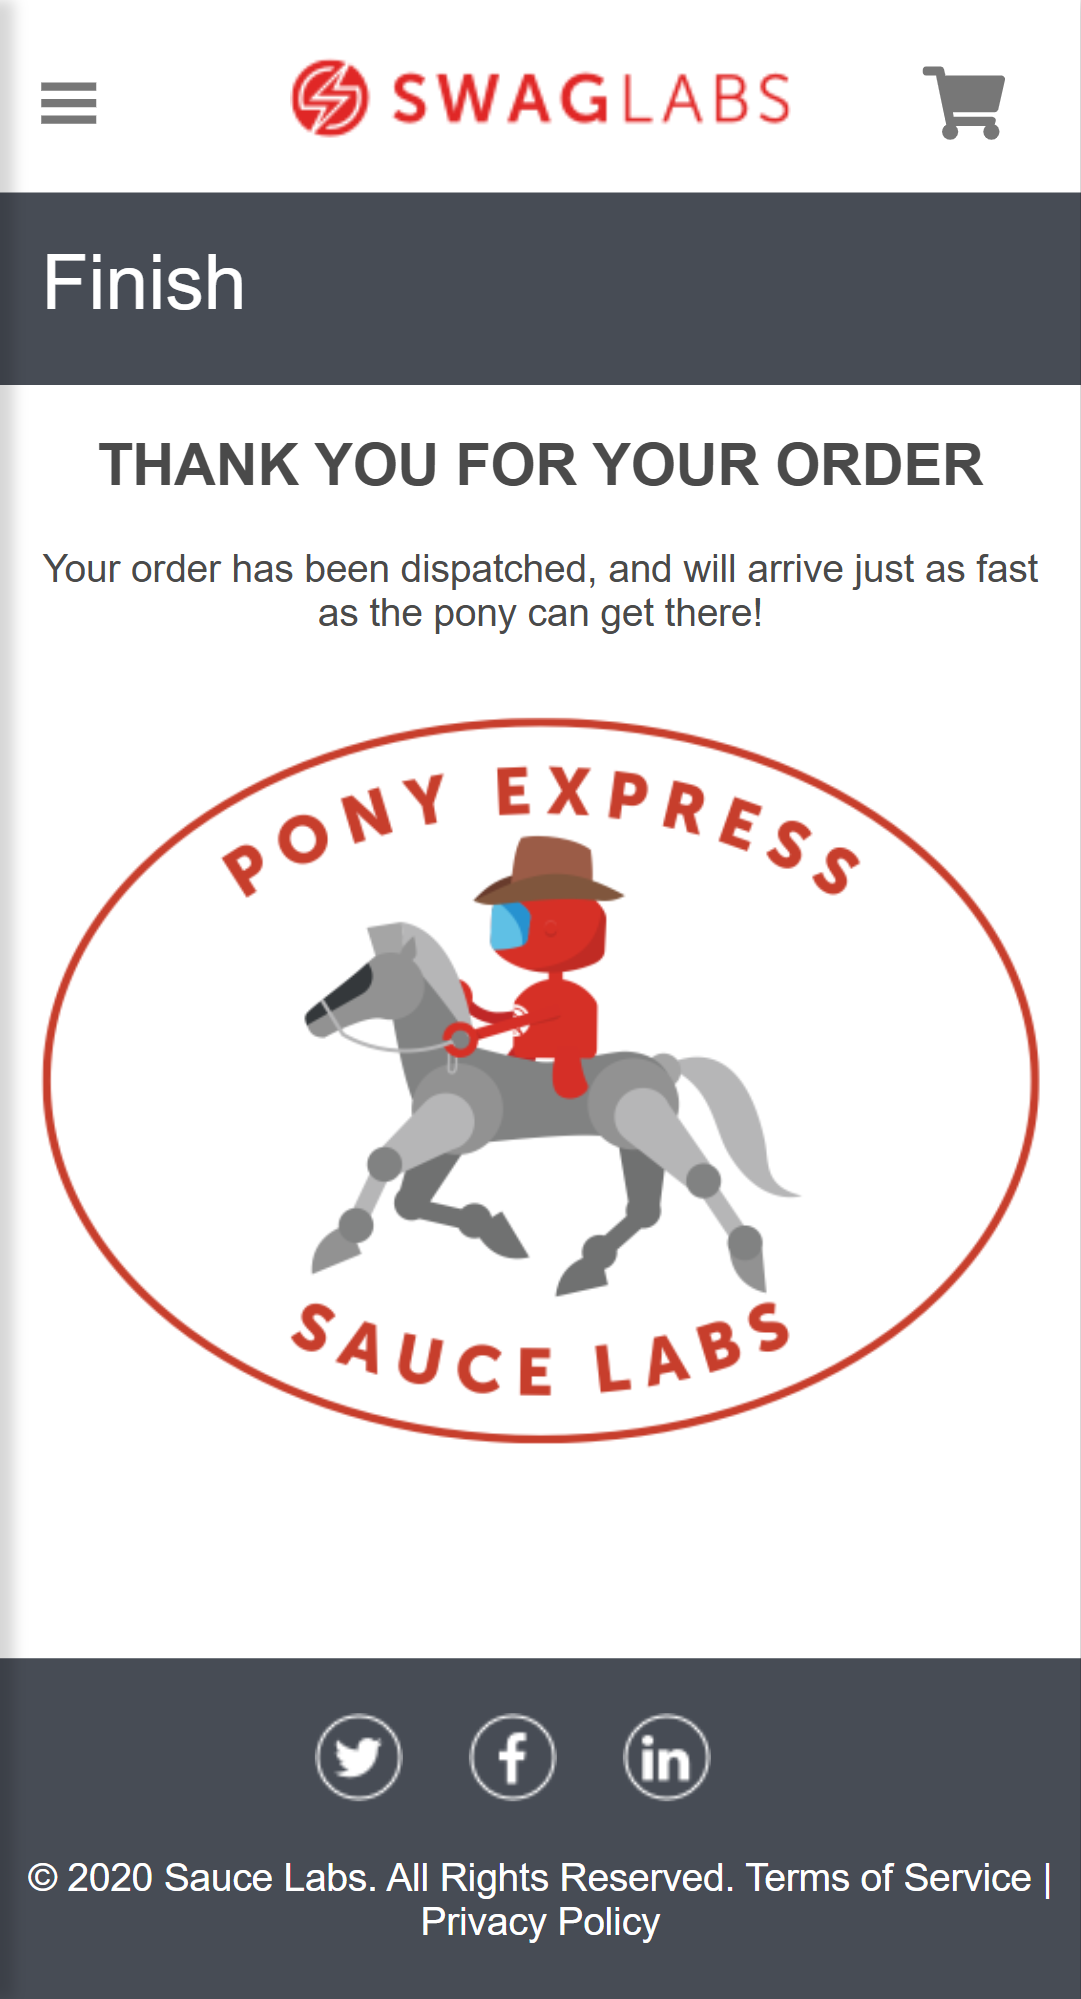 SWAGLABS
Finish
THANK YOU FOR YOUR ORDER
Your order has been dispatched, and will arrive just as fast
as the pony can get there!
PONY EXPRESS
SAUCE LABS
© 2020 Sauce Labs. All Rights Reserved. Terms of Service |
Privacy Policy